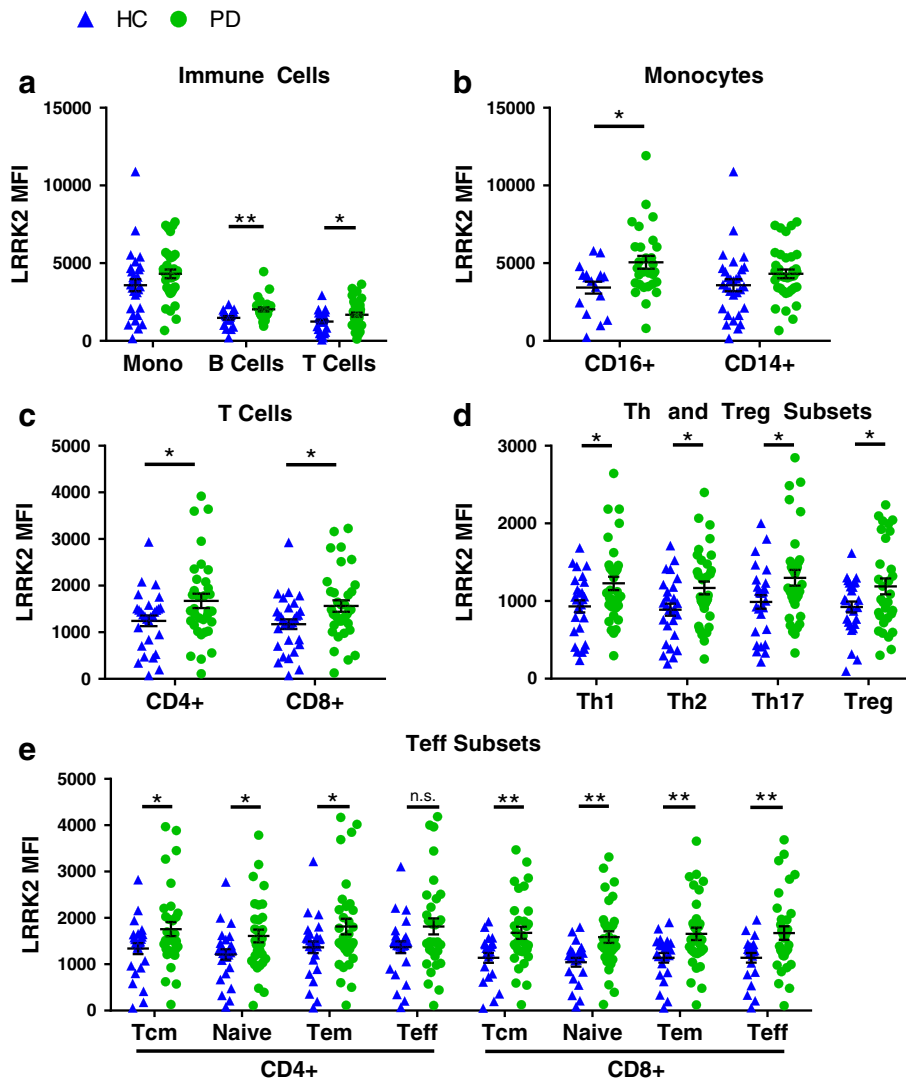 HC PD
a Immune Cells
15000
10000
5000
0
LRRK2 MFI
** *
Mono B Cells T Cells
b Monocytes
15000
10000
5000
0
LRRK2 MFI
*
CD16+ CD14+
c T Cells
5000
4000
3000
2000
1000
0
LRRK2 MFI
* *
CD4+ CD8+
d Th and Treg Subsets
3000
2000
1000
0
LRRK2 MFI
* * * *
Th1 Th2 Th17 Treg
e Teff Subsets
5000
4000
3000
2000
1000
0
LRRK2 MFI
* * * n.s. ** ** ** **
Tcm Naive Tem Teff Tcm Naive Tem Teff
CD4+ CD8+